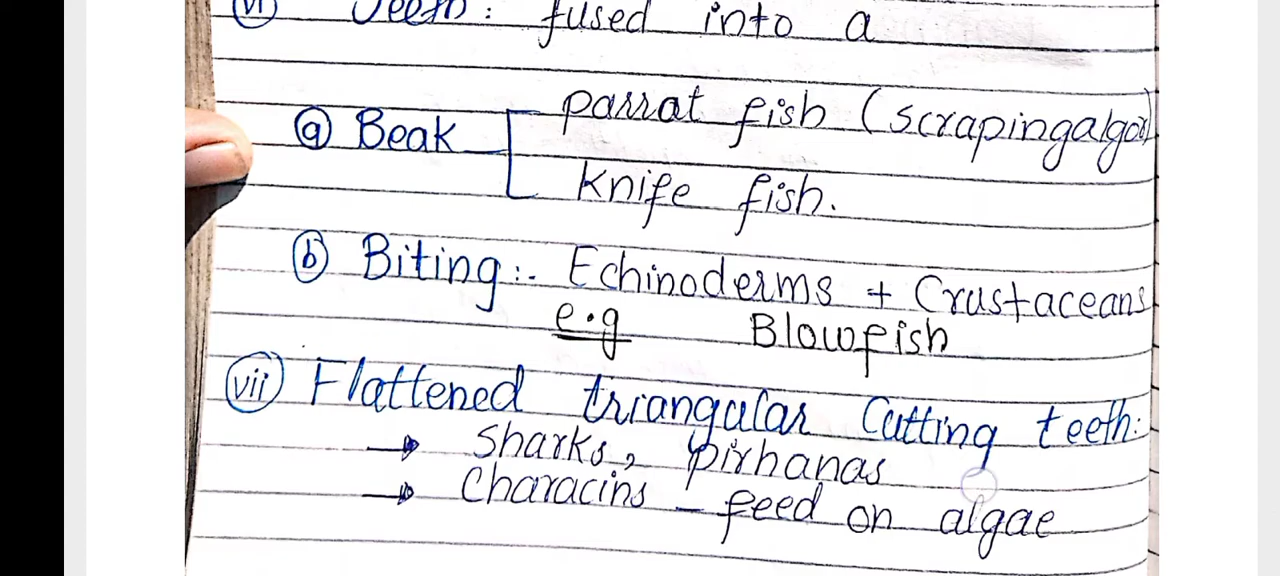 (vi) Teeth: fused into a
(a) Beak
parrat fish (scrapingalgae)
Knife fish.
(b) Biting:- Echinoderms + Crustaceans
e.g Blowfish
(vii) Flattened triangular Cutting teeth:
→ Sharks, pirhanas
→ Characins - feed on algae